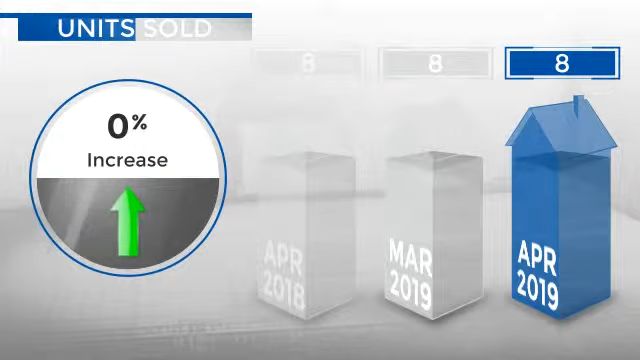 UNITS SOLD
8
8
8
0%
Increase
APR
2018
MAR
2019
APR
2019